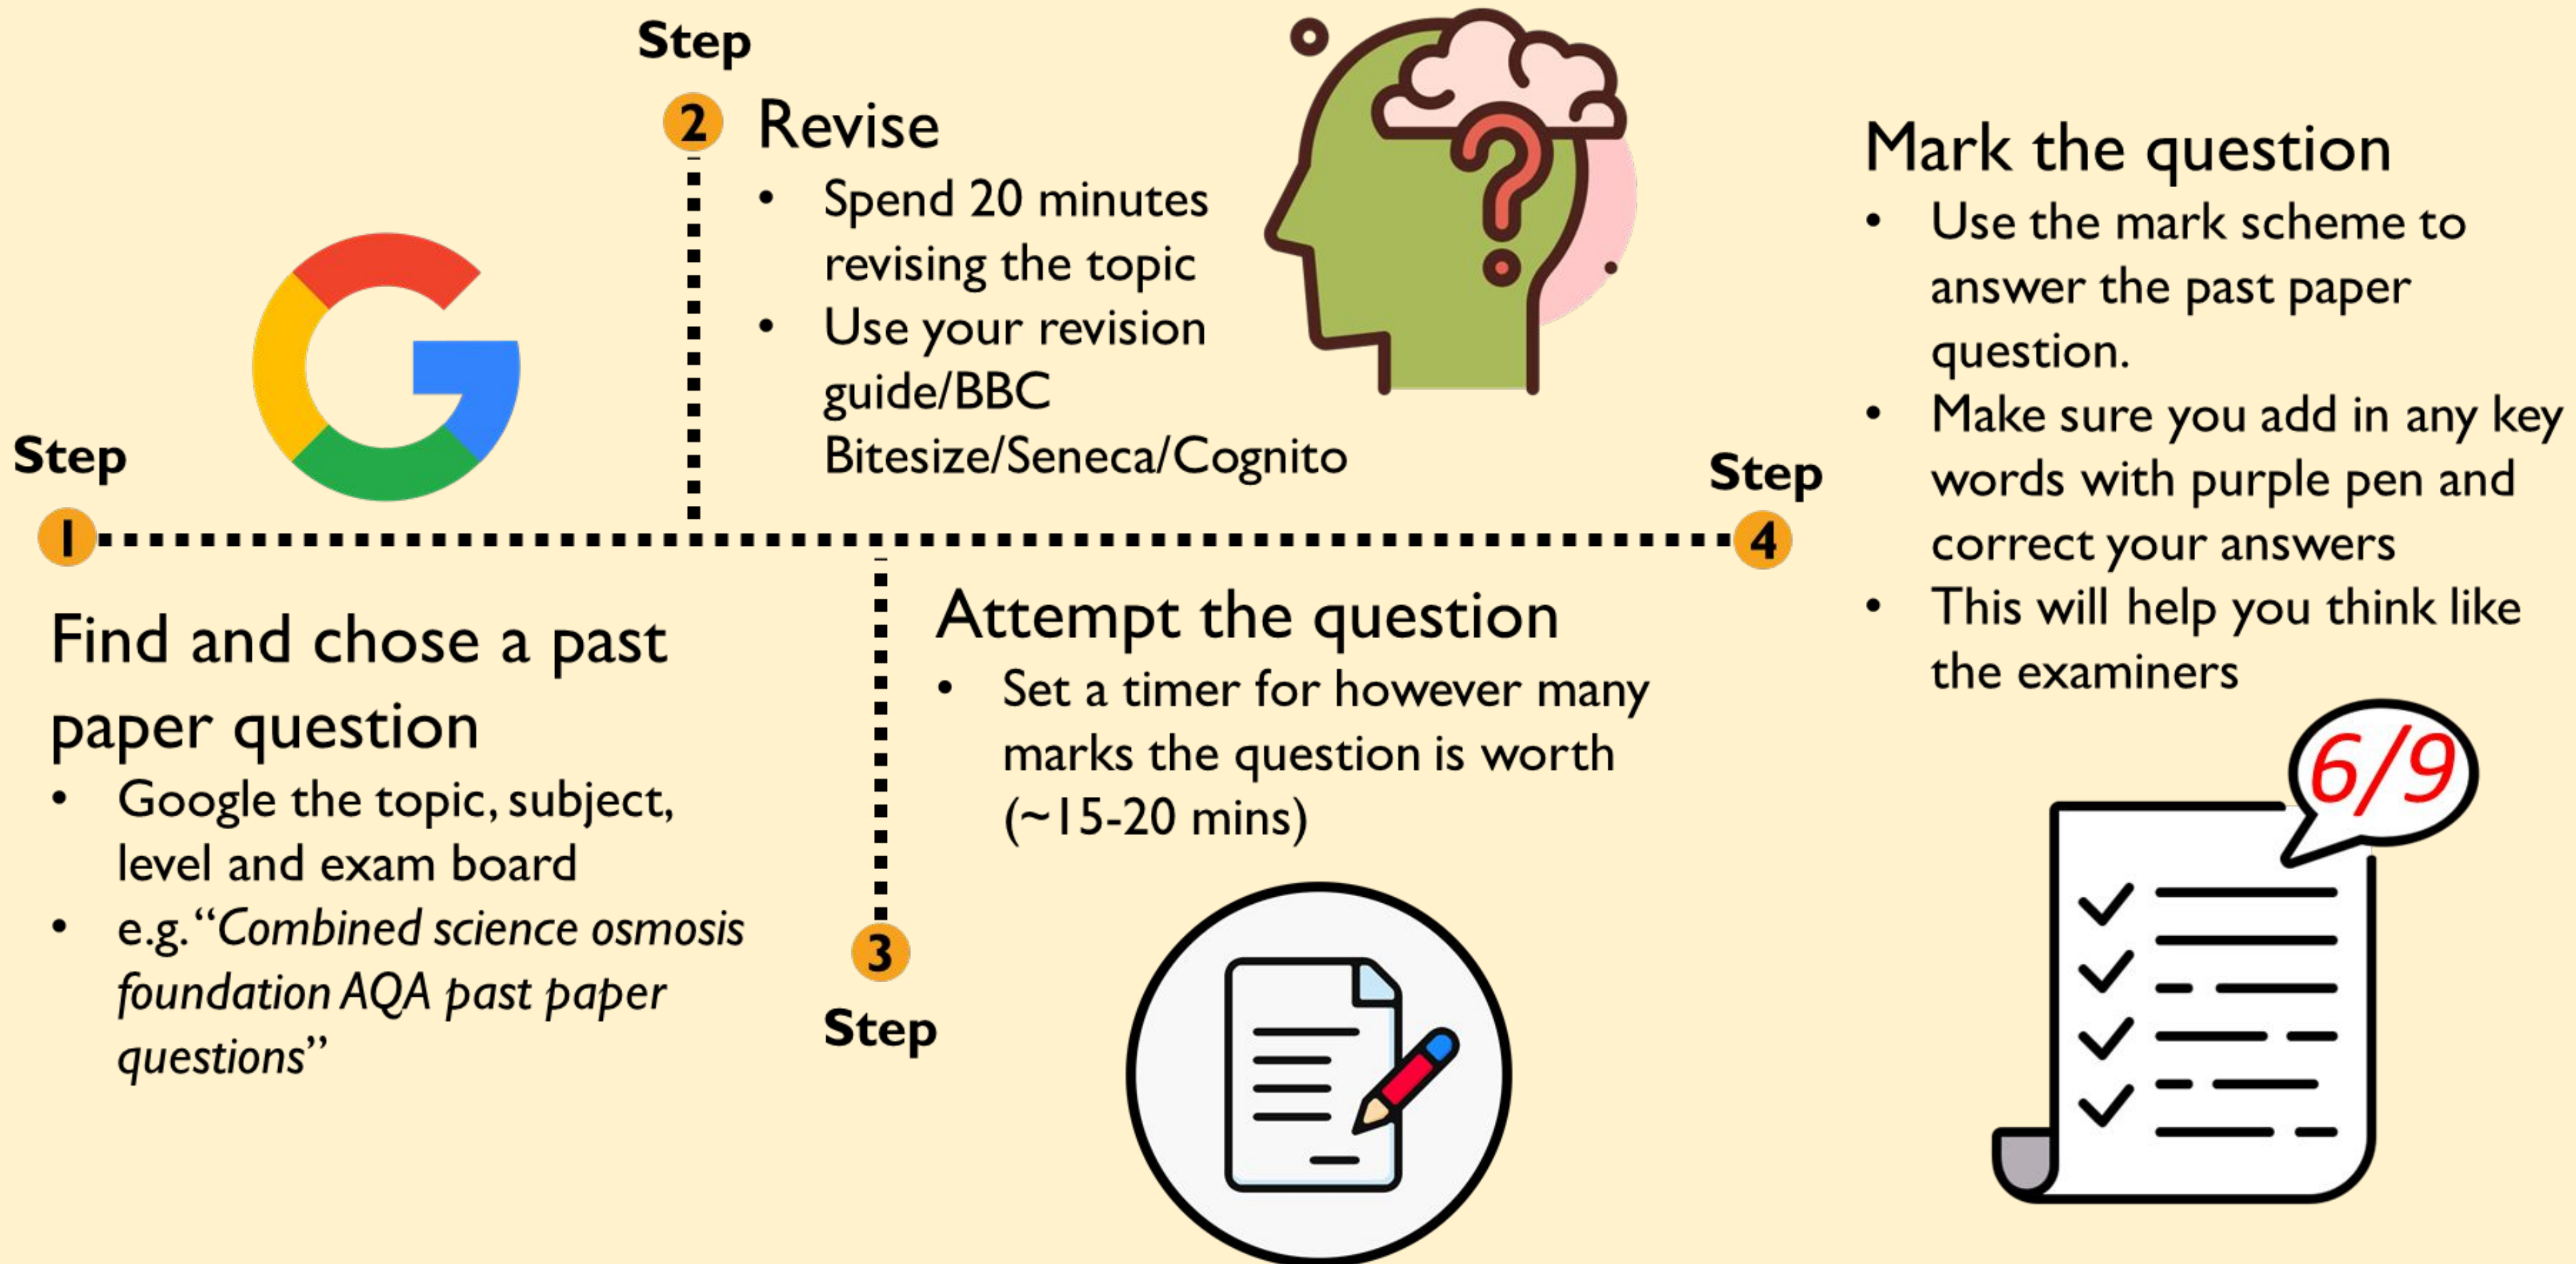 Step
1
Find and chose a past
paper question
• Google the topic, subject,
level and exam board
• e.g. “Combined science osmosis
foundation AQA past paper
questions”
Step
2
Revise
• Spend 20 minutes
revising the topic
• Use your revision
guide/BBC
Bitesize/Seneca/Cognito
Attempt the question
• Set a timer for however many
marks the question is worth
(~15-20 mins)
3
Step
Step
4
Mark the question
• Use the mark scheme to
answer the past paper
question.
• Make sure you add in any key
words with purple pen and
correct your answers
• This will help you think like
the examiners
6/9